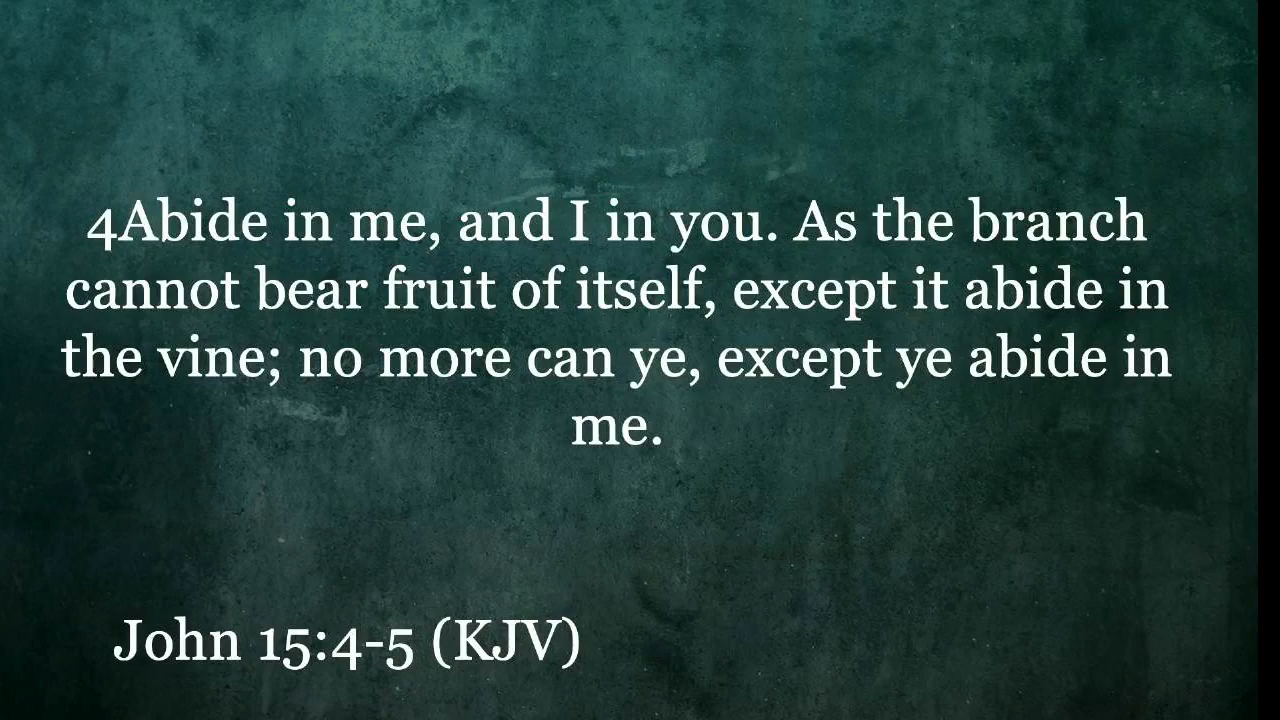 4Abide in me, and I in you. As the branch
cannot bear fruit of itself, except it abide in
the vine; no more can ye, except ye abide in
me.
John 15:4-5 (KJV)